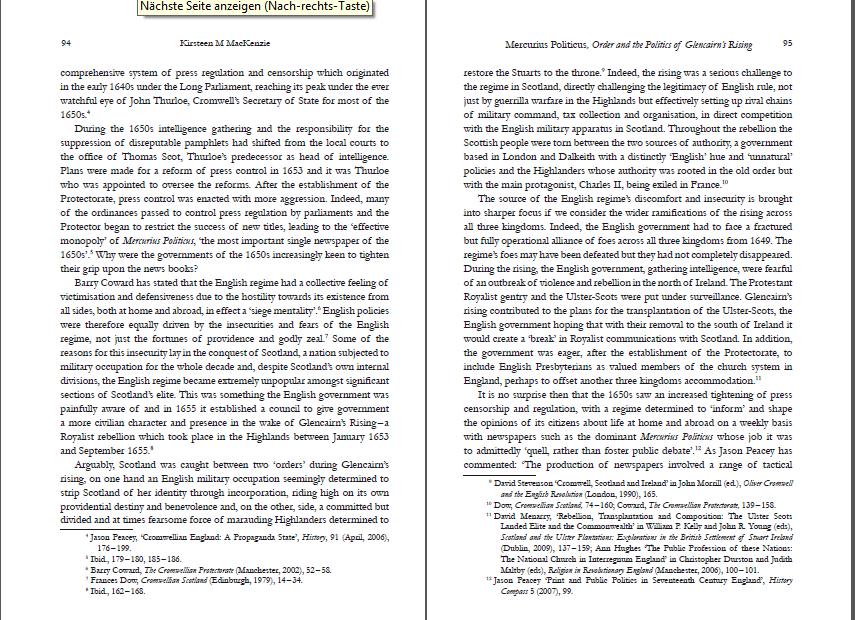 Nächste Seite anzeigen (Nach-rechts-Taste)
94 Kirsteen M MacKenzie
comprehensive system of press regulation and censorship which originated
in the early 1640s under the Long Parliament, reaching its peak under the ever
watchful eye of John Thurloe, Cromwell's Secretary of State for most of the
1650s.⁴
During the 1650s intelligence gathering and the responsibility for the
suppression of disreputable pamphlets had shifted from the local courts to
the office of Thomas Scot, Thurloe's predecessor as head of intelligence.
Plans were made for a reform of press control in 1653 and it was Thurloe
who was appointed to oversee the reforms. After the establishment of the
Protectorate, press control was enacted with more aggression. Indeed, many
of the ordinances passed to control press regulation by parliaments and the
Protector began to restrict the success of new titles, leading to the 'effective
monopoly' of Mercurius Politicus, 'the most important single newspaper of the
1650s'.⁵ Why were the governments of the 1650s increasingly keen to tighten
their grip upon the news books?
Barry Coward has stated that the English regime had a collective feeling of
victimisation and defensiveness due to the hostility towards its existence from
all sides, both at home and abroad, in effect a 'siege mentality'.⁶ English policies
were therefore equally driven by the insecurities and fears of the English
regime, not just the fortunes of providence and godly zeal.⁷ Some of the
reasons for this insecurity lay in the conquest of Scotland, a nation subjected to
military occupation for the whole decade and, despite Scotland's own internal
divisions, the English regime became extremely unpopular amongst significant
sections of Scotland's elite. This was something the English government was
painfully aware of and in 1655 it established a council to give government
a more civilian character and presence in the wake of Glencairn's Rising—a
Royalist rebellion which took place in the Highlands between January 1653
and September 1655.⁸
Arguably, Scotland was caught between two 'orders' during Glencairn's
rising, on one hand an English military occupation seemingly determined to
strip Scotland of her identity through incorporation, riding high on its own
providential destiny and benevolence and, on the other, side, a committed but
divided and at times fearsome force of marauding Highlanders determined to
⁴ Jason Peacey, 'Cromwellian England: A Propaganda State', History, 91 (April, 2006),
176–199.
⁵ Ibid., 179–180, 185–186.
⁶ Barry Coward, The Cromwellian Protectorate (Manchester, 2002), 52–58.
⁷ Frances Dow, Cromwellian Scotland (Edinburgh, 1979), 14–34.
⁸ Ibid., 162–168.
Mercurius Politicus, Order and the Politics of Glencairn's Rising 95
restore the Stuarts to the throne.⁹ Indeed, the rising was a serious challenge to
the regime in Scotland, directly challenging the legitimacy of English rule, not
just by guerrilla warfare in the Highlands but effectively setting up rival chains
of military command, tax collection and organisation, in direct competition
with the English military apparatus in Scotland. Throughout the rebellion the
Scottish people were torn between the two sources of authority, a government
based in London and Dalkeith with a distinctly 'English' hue and 'unnatural'
policies and the Highlanders whose authority was rooted in the old order but
with the main protagonist, Charles II, being exiled in France.¹⁰
The source of the English regime's discomfort and insecurity is brought
into sharper focus if we consider the wider ramifications of the rising across
all three kingdoms. Indeed, the English government had to face a fractured
but fully operational alliance of foes across all three kingdoms from 1649. The
regime's foes may have been defeated but they had not completely disappeared.
During the rising, the English government, gathering intelligence, were fearful
of an outbreak of violence and rebellion in the north of Ireland. The Protestant
Royalist gentry and the Ulster-Scots were put under surveillance. Glencairn's
rising contributed to the plans for the transplantation of the Ulster-Scots, the
English government hoping that with their removal to the south of Ireland it
would create a 'break' in Royalist communications with Scotland. In addition,
the government was eager, after the establishment of the Protectorate, to
include English Presbyterians as valued members of the church system in
England, perhaps to offset another three kingdoms accommodation.¹¹
It is no surprise then that the 1650s saw an increased tightening of press
censorship and regulation, with a regime determined to 'inform' and shape
the opinions of its citizens about life at home and abroad on a weekly basis
with newspapers such as the dominant Mercurius Politicus whose job it was
to admittedly 'quell, rather than foster public debate'.¹² As Jason Peacey has
commented: 'The production of newspapers involved a range of tactical
⁹ David Stevenson 'Cromwell, Scotland and Ireland' in John Morrill (ed.), Oliver Cromwell
and the English Revolution (London, 1990), 165.
¹⁰ Dow, Cromwellian Scotland, 74–160; Coward, The Cromwellian Protectorate, 139–158.
¹¹ David Menarry, 'Rebellion, Transplantation and Composition: The Ulster Scots
Landed Elite and the Commonwealth' in William P. Kelly and John R. Young (eds),
Scotland and the Ulster Plantations: Explorations in the British Settlement of Stuart Ireland
(Dublin, 2009), 137–159; Ann Hughes 'The Public Profession of these Nations:
The National Church in Interregnum England' in Christopher Durston and Judith
Maltby (eds), Religion in Revolutionary England (Manchester, 2006), 100–101.
¹² Jason Peacey 'Print and Public Politics in Seventeenth Century England', History
Compass 5 (2007), 99.